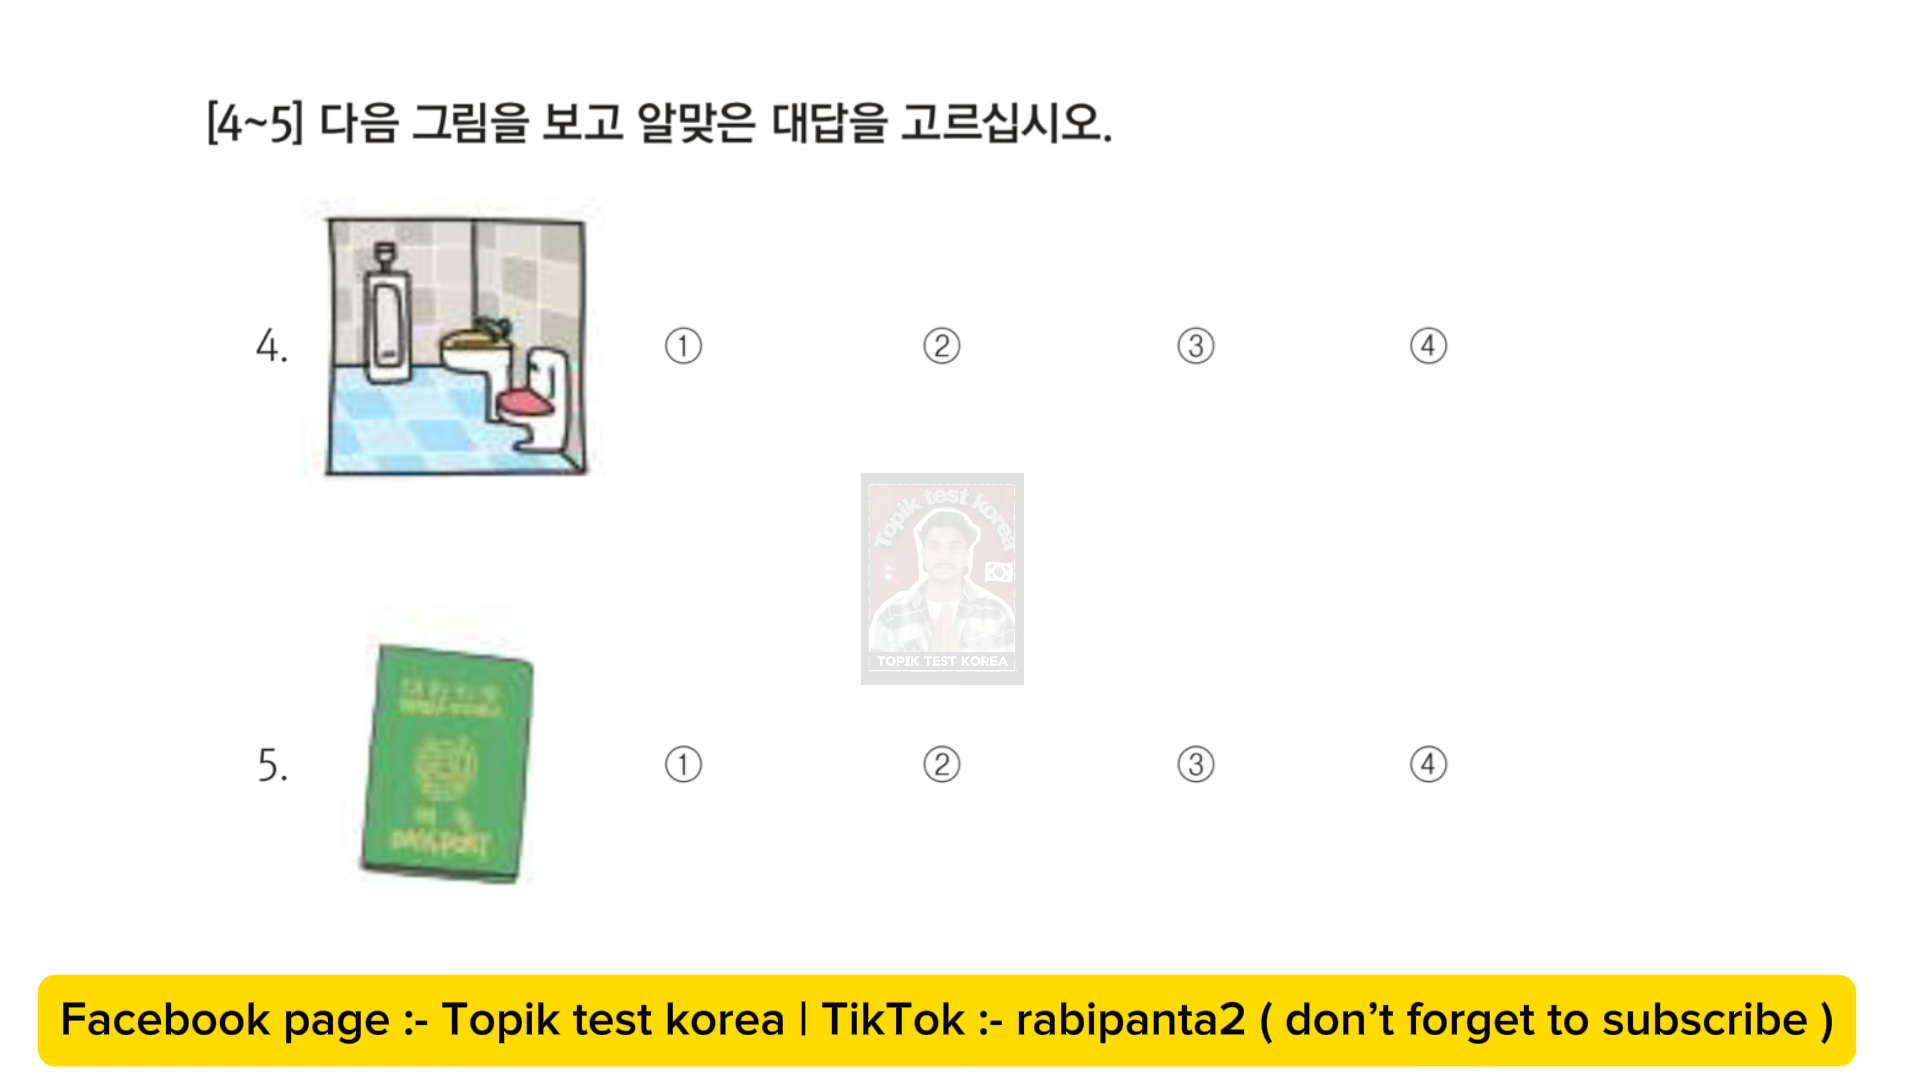 [4~5] 다음 그림을 보고 알맞은 대답을 고르십시오.
4. ① ② ③ ④
Topik test korea
TOPIK TEST KOREA
5. ① ② ③ ④
PASSPORT
Facebook page :- Topik test korea | TikTok :- rabipanta2 ( don't forget to subscribe )